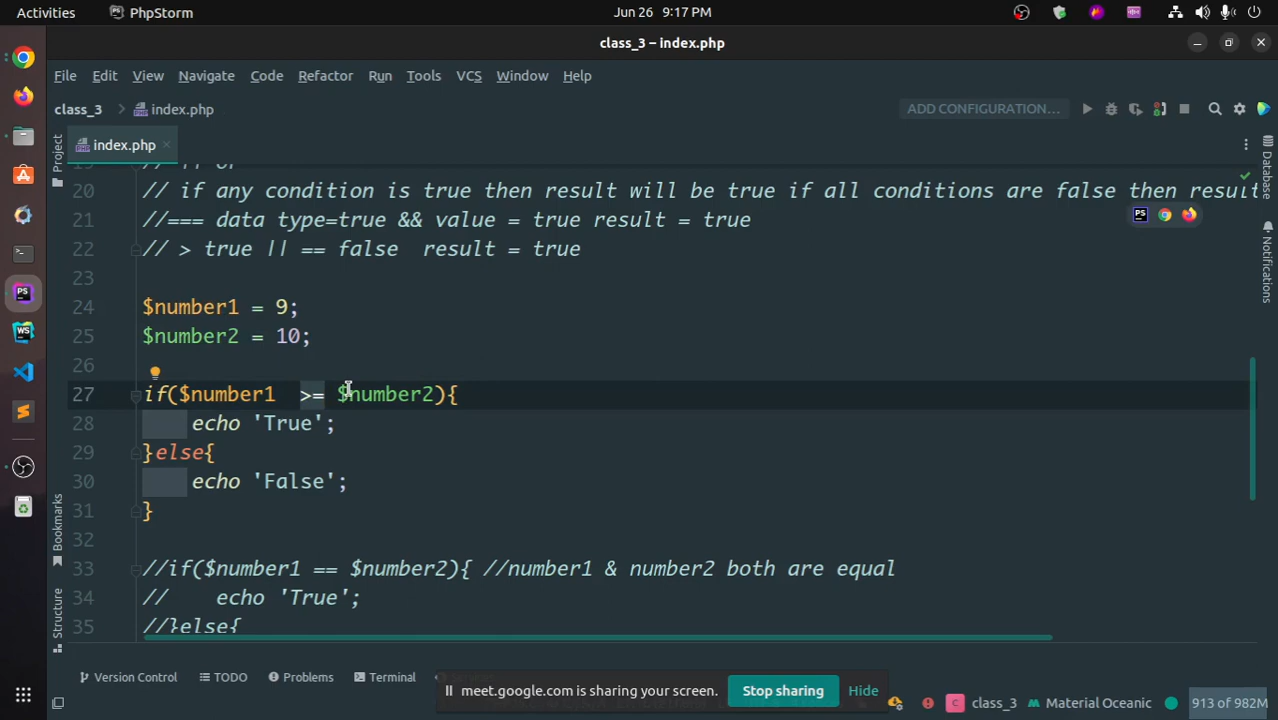 Activities
PhpStorm
Jun 26 9:17 PM
class_3 – index.php
File Edit View Navigate Code Refactor Run Tools VCS Window Help
class_3 index.php
ADD CONFIGURATION...
index.php
Project
Database
Notifications
Bookmarks
Structure
20 // if any condition is true then result will be true if all conditions are false then result
21 //=== data type=true && value = true result = true
22 // > true || == false  result = true
23
24 $number1 = 9;
25 $number2 = 10;
26
27 if($number1  >= $number2){
28     echo 'True';
29 }else{
30     echo 'False';
31 }
32
33 //if($number1 == $number2){ //number1 & number2 both are equal
34 //    echo 'True';
35 //}else{
Version Control TODO Problems Terminal
meet.google.com is sharing your screen. Stop sharing Hide
class_3 Material Oceanic 913 of 982M